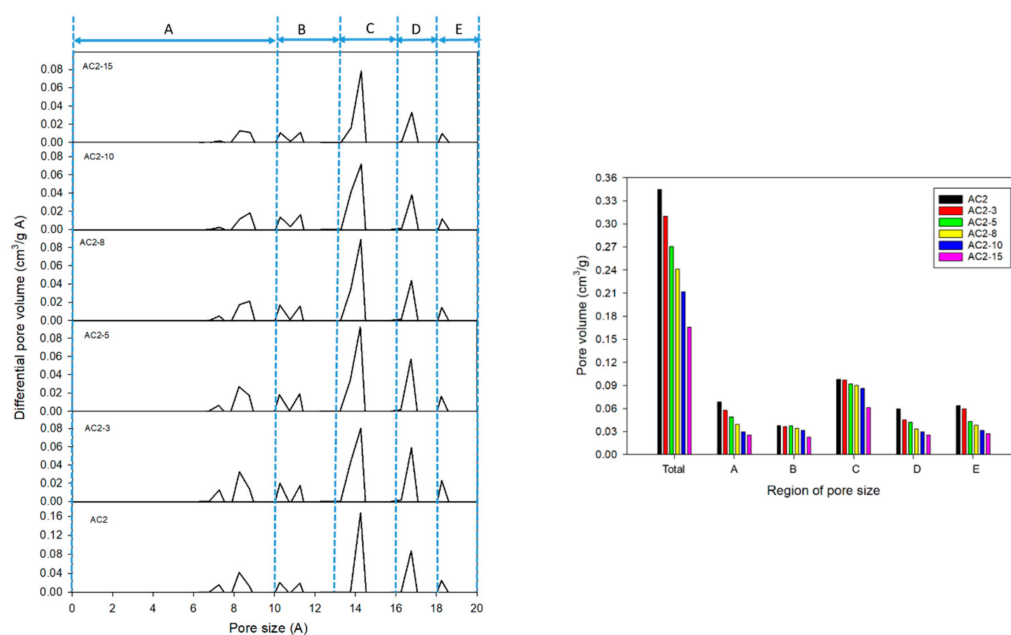 A B C D E
Differential pore volume (cm³/g A)
AC2-15
0.08
0.06
0.04
0.02
0.00
AC2-10
0.08
0.06
0.04
0.02
0.00
AC2-8
0.08
0.06
0.04
0.02
0.00
AC2-5
0.08
0.06
0.04
0.02
0.00
AC2-3
0.08
0.06
0.04
0.02
0.00
AC2
0.16
0.12
0.08
0.04
0.00
0 2 4 6 8 10 12 14 16 18 20
Pore size (A)
Pore volume (cm³/g)
0.36
0.33
0.30
0.27
0.24
0.21
0.18
0.15
0.12
0.09
0.06
0.03
0.00
AC2
AC2-3
AC2-5
AC2-8
AC2-10
AC2-15
Total A B C D E
Region of pore size